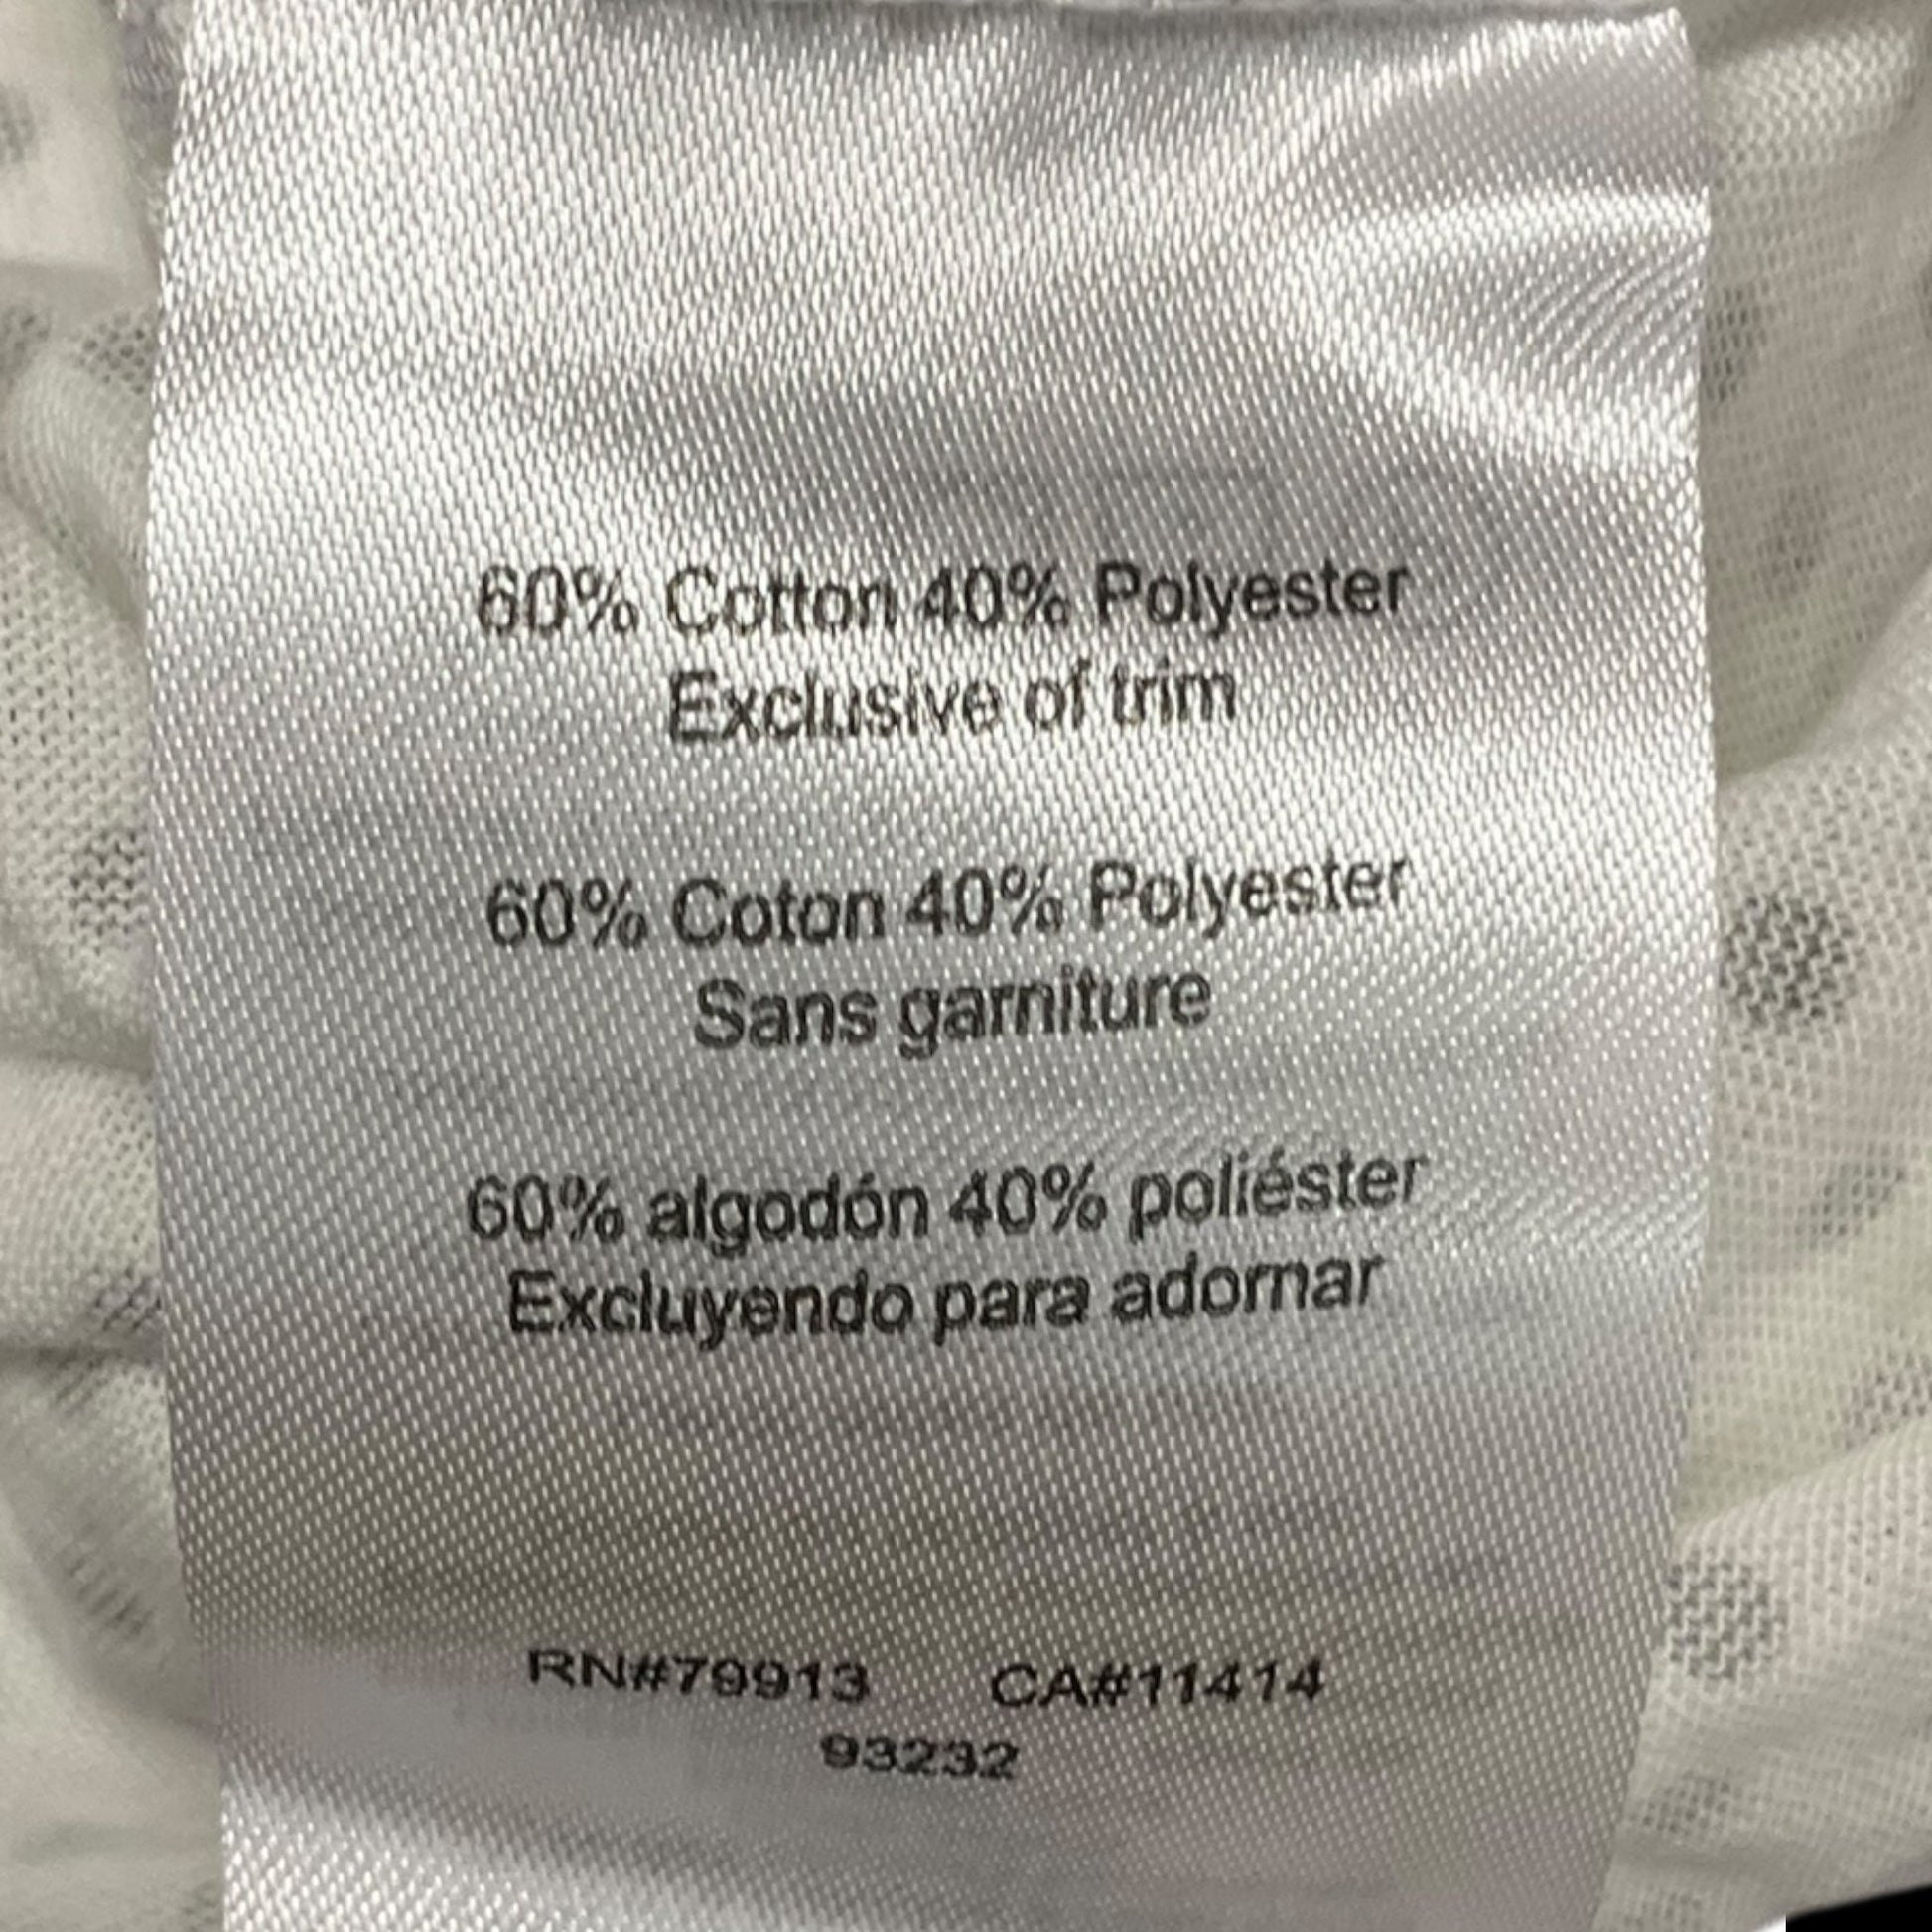 60% Cotton 40% Polyester
Exclusive of trim
60% Coton 40% Polyester
Sans garniture
60% algodón 40% poliéster
Excluyendo para adornar
RN#79913 CA#11414
93232